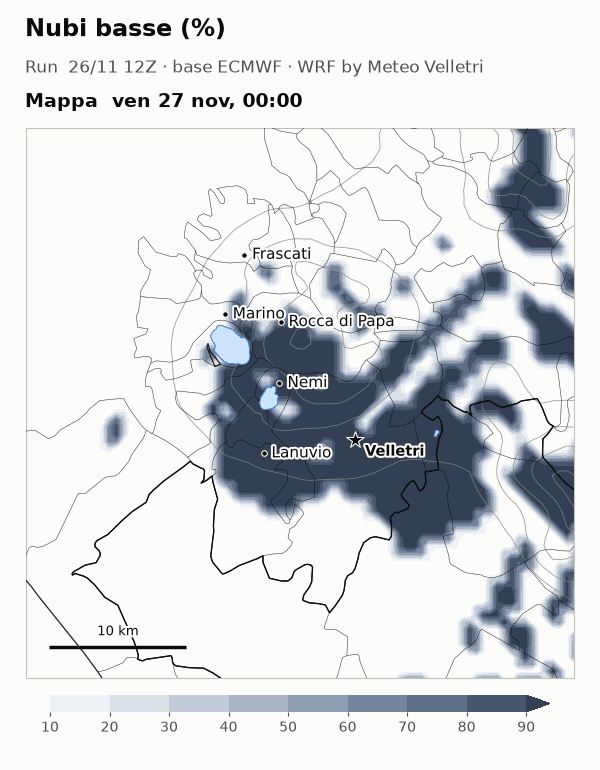 Nubi basse (%)
Run  26/11 12Z · base ECMWF · WRF by Meteo Velletri
Mappa  ven 27 nov, 00:00
Frascati
Marino
Rocca di Papa
Nemi
Velletri
Lanuvio
10 km
10 20 30 40 50 60 70 80 90